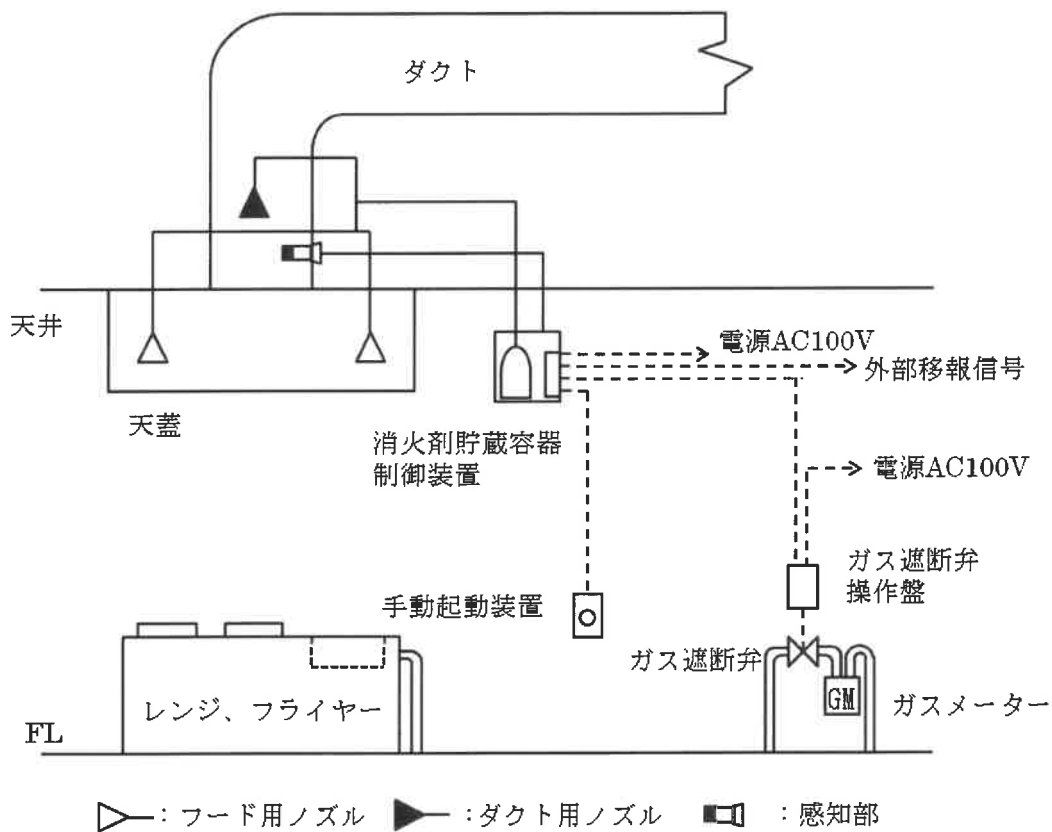 ダクト
天井
電源AC100V
外部移報信号
天蓋
消火剤貯蔵容器
制御装置
電源AC100V
ガス遮断弁
操作盤
手動起動装置
ガス遮断弁
GM
レンジ、フライヤー
ガスメーター
FL
：フード用ノズル
：ダクト用ノズル
：感知部